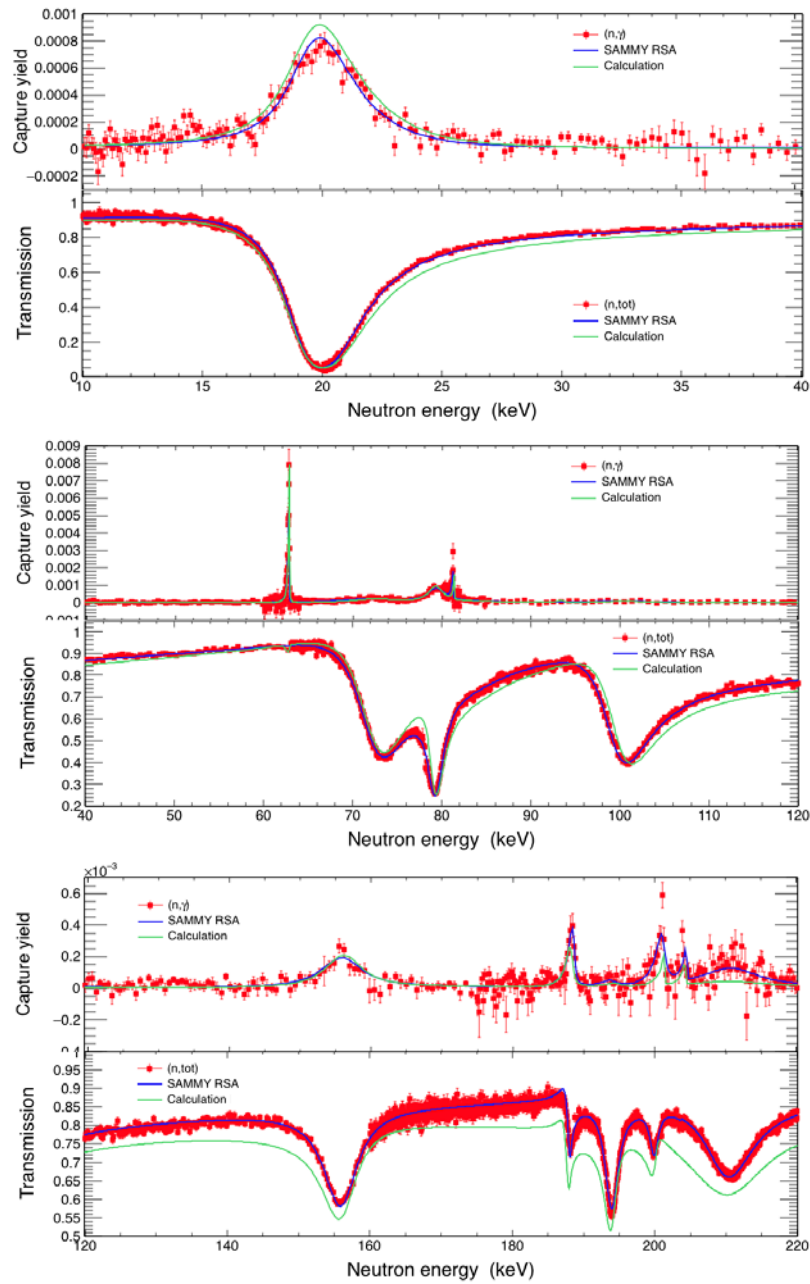 0.001
0.0008
0.0006
0.0004
0.0002
0
−0.0002
Capture yield
(n,γ)
SAMMY RSA
Calculation
1
0.8
0.6
0.4
0.2
0
Transmission
(n,tot)
SAMMY RSA
Calculation
10 15 20 25 30 35 40
Neutron energy (keV)
0.009
0.008
0.007
0.006
0.005
0.004
0.003
0.002
0.001
0
Capture yield
(n,γ)
SAMMY RSA
Calculation
1
0.9
0.8
0.7
0.6
0.5
0.4
0.3
0.2
Transmission
(n,tot)
SAMMY RSA
Calculation
40 50 60 70 80 90 100 110 120
Neutron energy (keV)
×10⁻³
0.6
0.4
0.2
0
−0.2
Capture yield
(n,γ)
SAMMY RSA
Calculation
0.95
0.9
0.85
0.8
0.75
0.7
0.65
0.6
0.55
0.5
Transmission
(n,tot)
SAMMY RSA
Calculation
120 140 160 180 200 220
Neutron energy (keV)